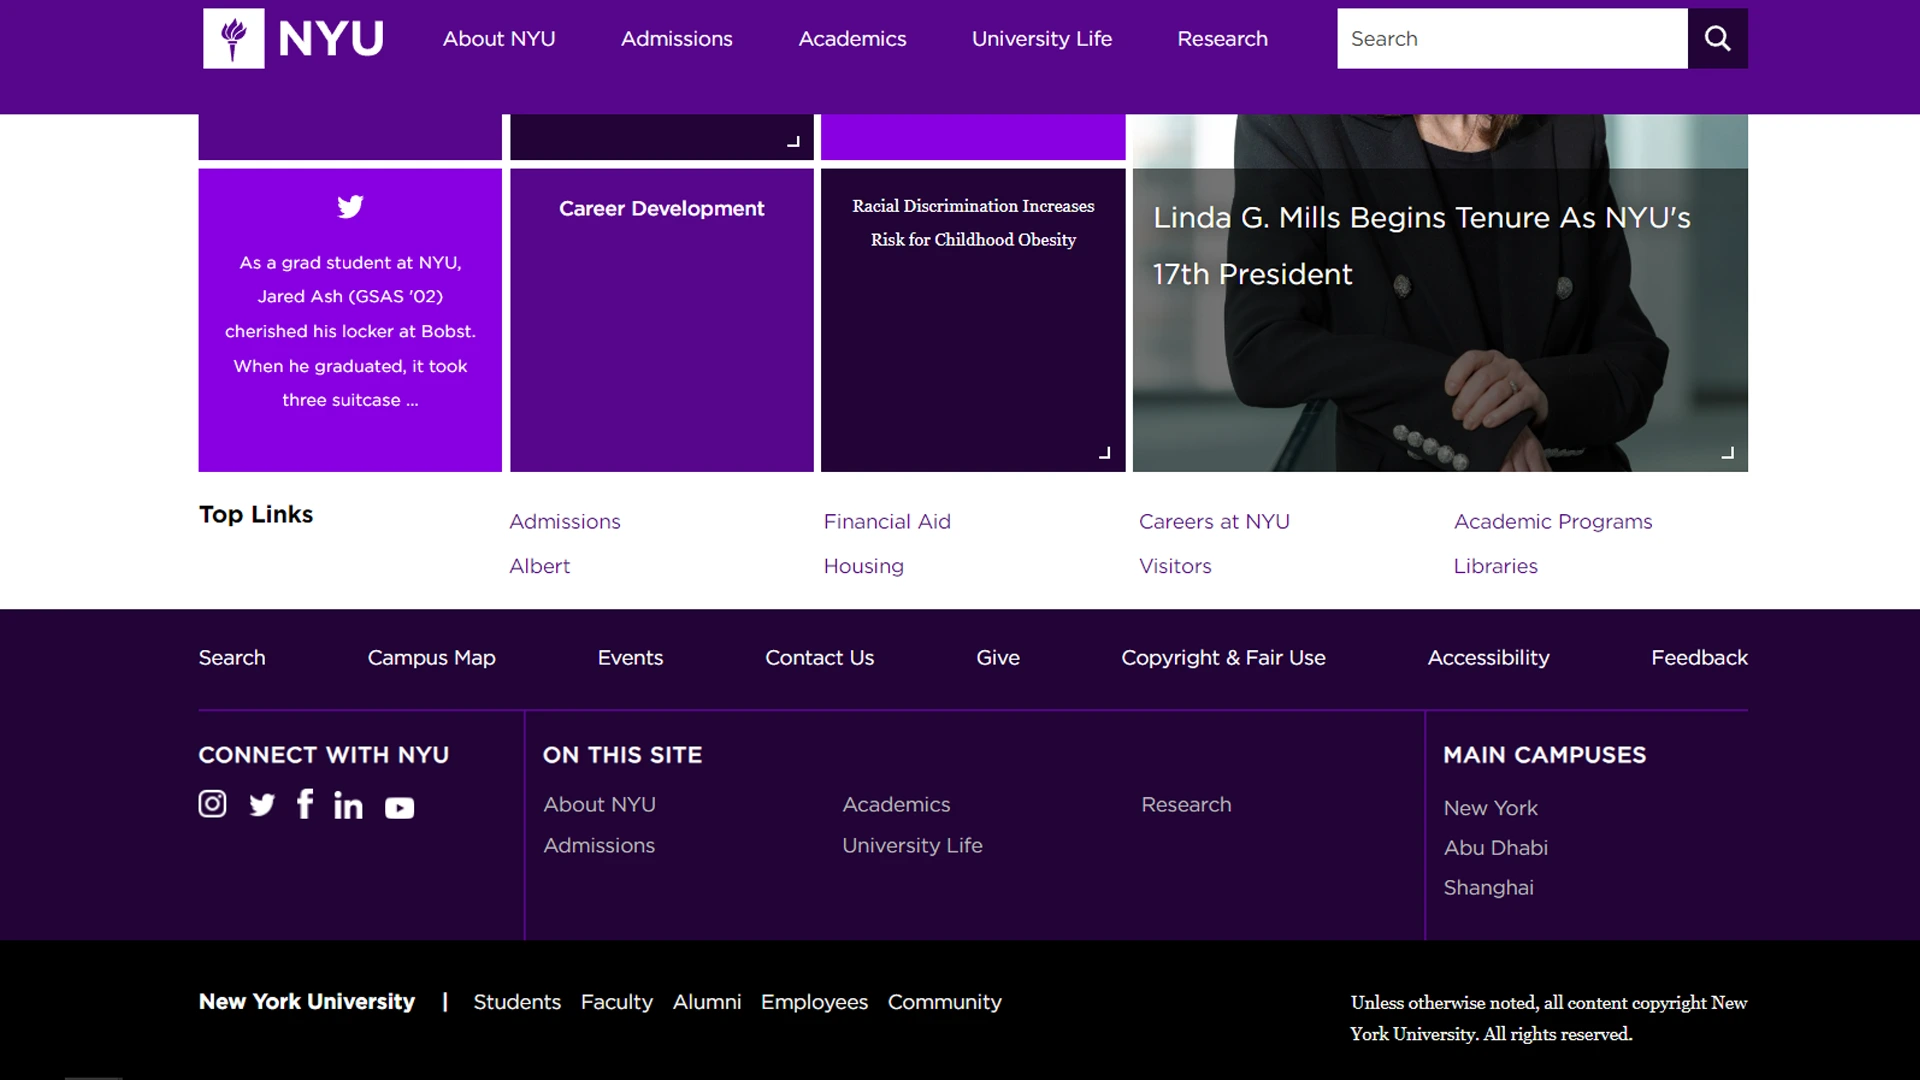 NYU
About NYU
Admissions
Academics
University Life
Research
Search
As a grad student at NYU,
Jared Ash (GSAS '02)
cherished his locker at Bobst.
When he graduated, it took
three suitcase ...
Career Development
Racial Discrimination Increases
Risk for Childhood Obesity
Linda G. Mills Begins Tenure As NYU's
17th President
Top Links
Admissions
Financial Aid
Careers at NYU
Academic Programs
Albert
Housing
Visitors
Libraries
Search
Campus Map
Events
Contact Us
Give
Copyright & Fair Use
Accessibility
Feedback
CONNECT WITH NYU
ON THIS SITE
About NYU
Academics
Research
Admissions
University Life
MAIN CAMPUSES
New York
Abu Dhabi
Shanghai
New York University | Students Faculty Alumni Employees Community
Unless otherwise noted, all content copyright New
York University. All rights reserved.